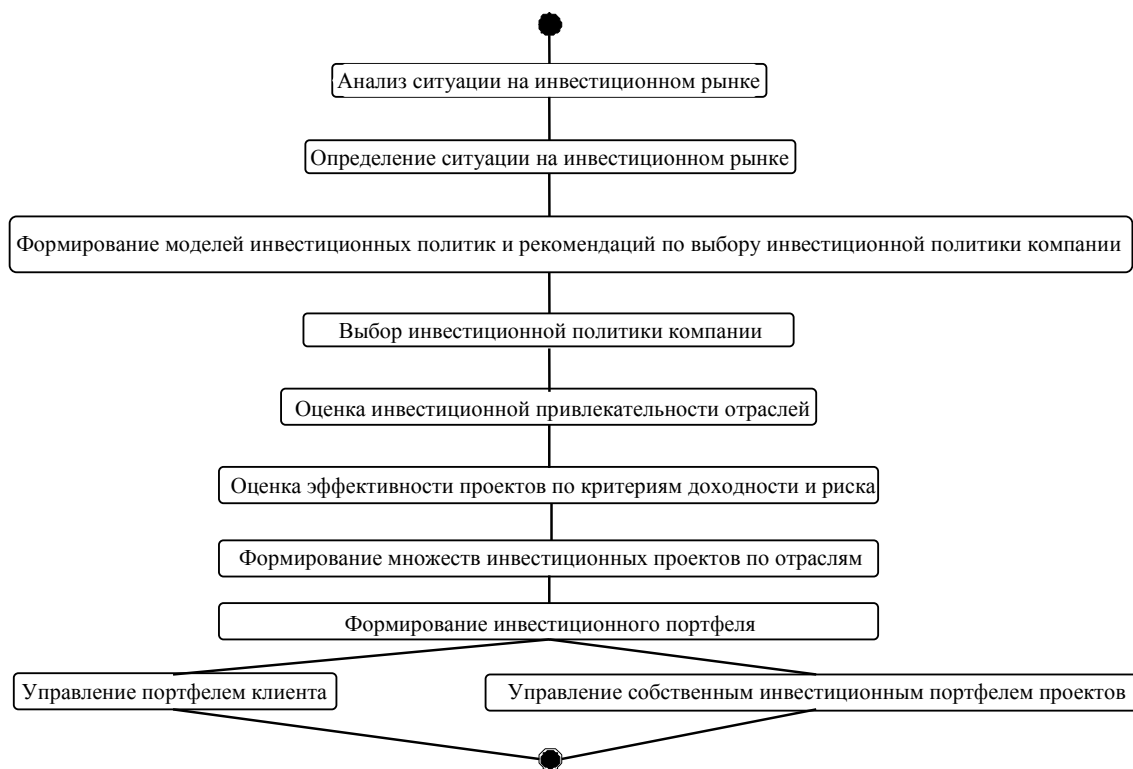 Анализ ситуации на инвестиционном рынке
Определение ситуации на инвестиционном рынке
Формирование моделей инвестиционных политик и рекомендаций по выбору инвестиционной политики компании
Выбор инвестиционной политики компании
Оценка инвестиционной привлекательности отраслей
Оценка эффективности проектов по критериям доходности и риска
Формирование множеств инвестиционных проектов по отраслям
Формирование инвестиционного портфеля
Управление портфелем клиента
Управление собственным инвестиционным портфелем проектов